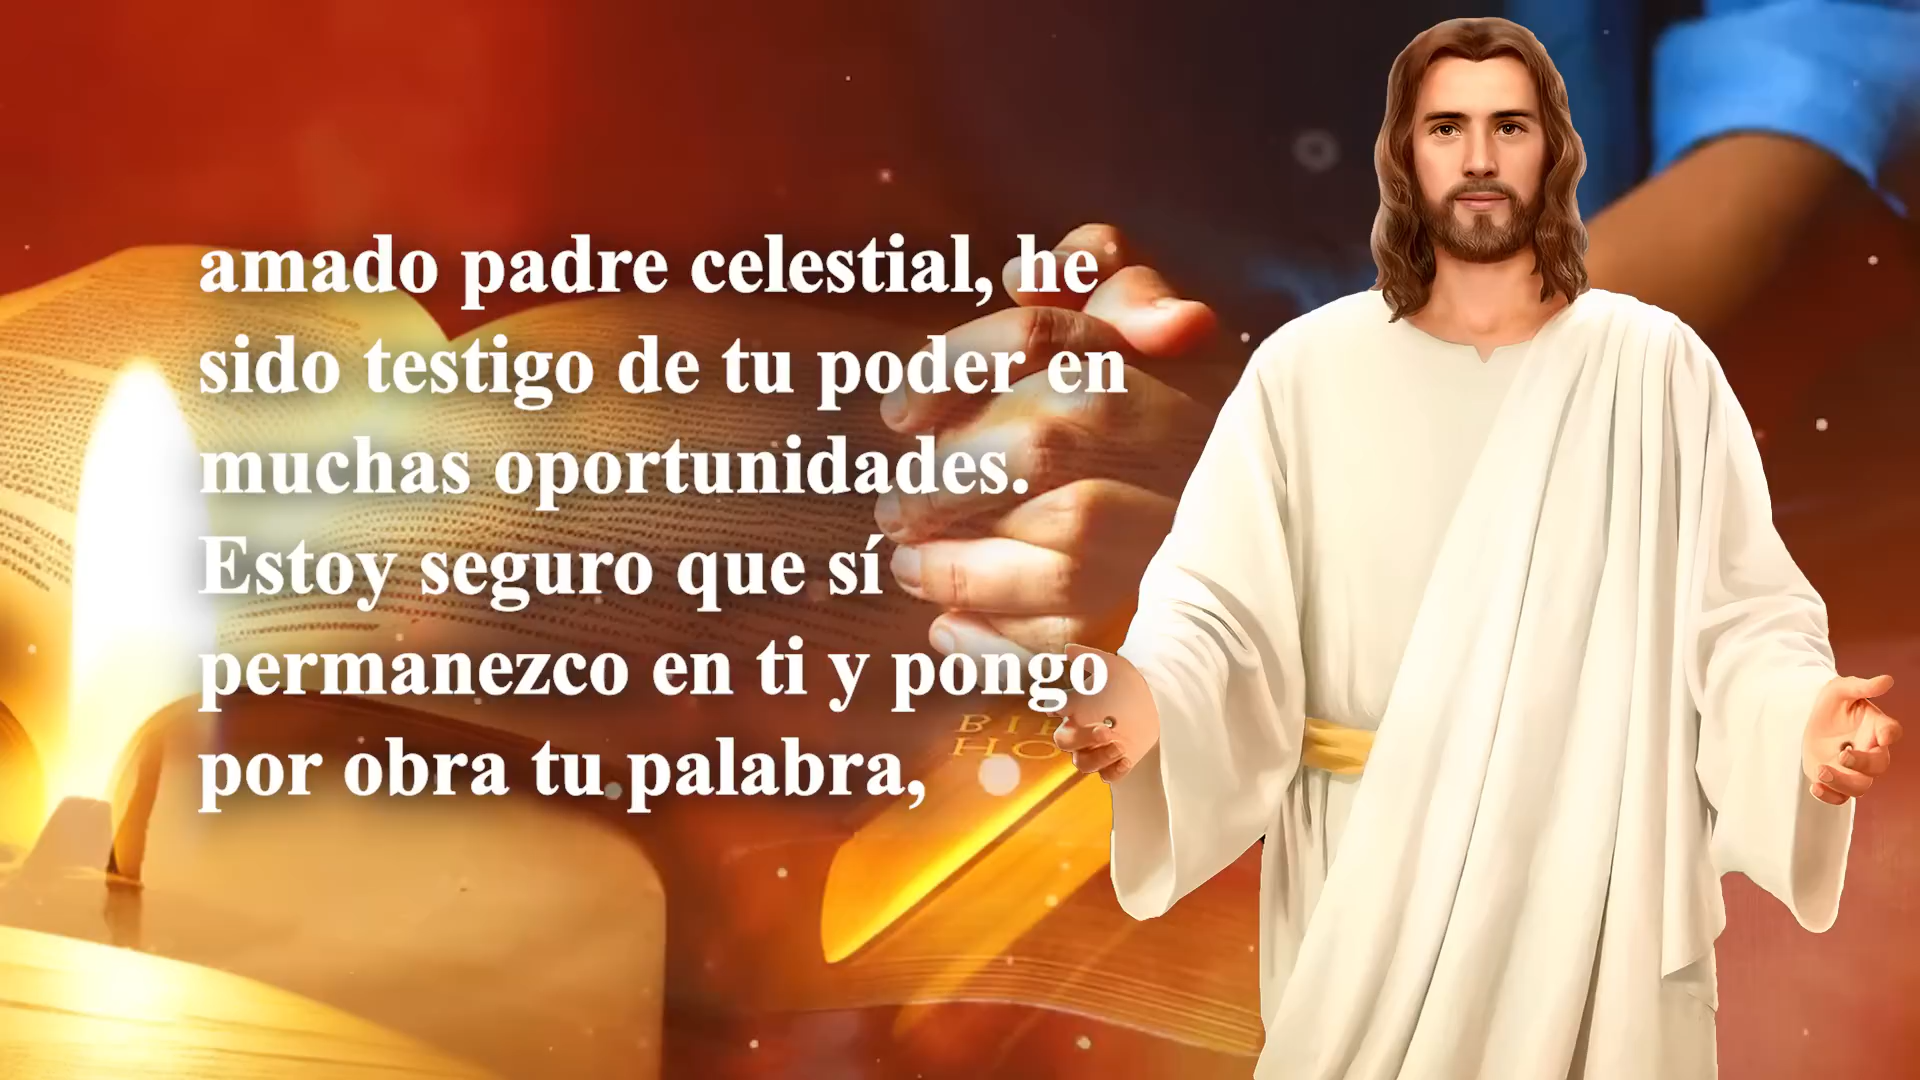 amado padre celestial, he
sido testigo de tu poder en
muchas oportunidades.
Estoy seguro que sí
permanezco en ti y pongo
por obra tu palabra,